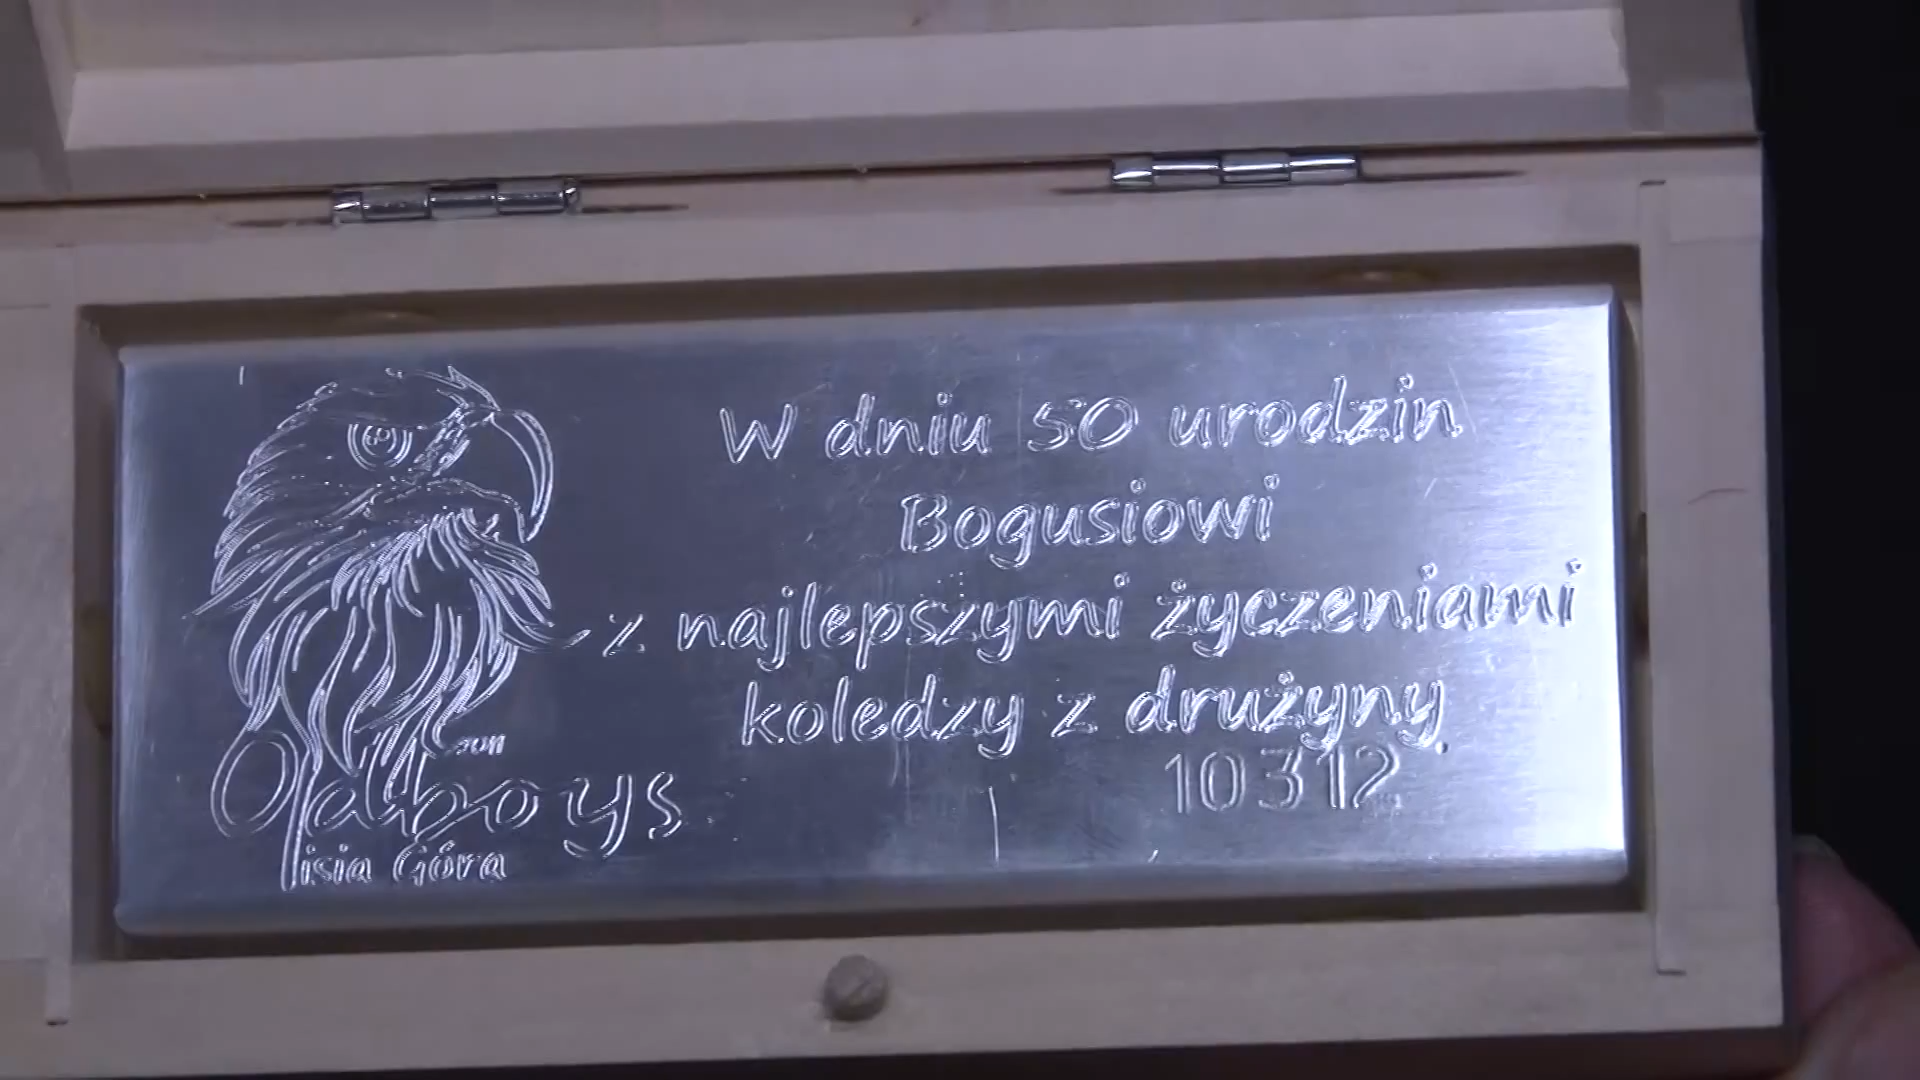 W dniu 50 urodzin
Bogusiowi
z najlepszymi życzeniami
koledzy z drużyny
10312
2011
Oldboys
Lisia Góra